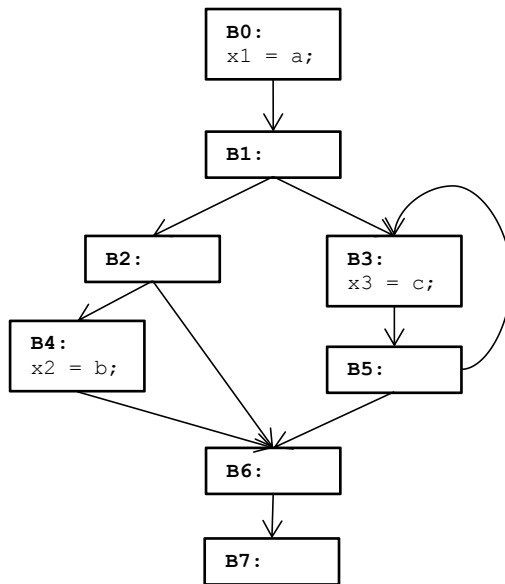 B0:
x1 = a;
B1:
B2:
B3:
x3 = c;
B4:
x2 = b;
B5:
B6:
B7: